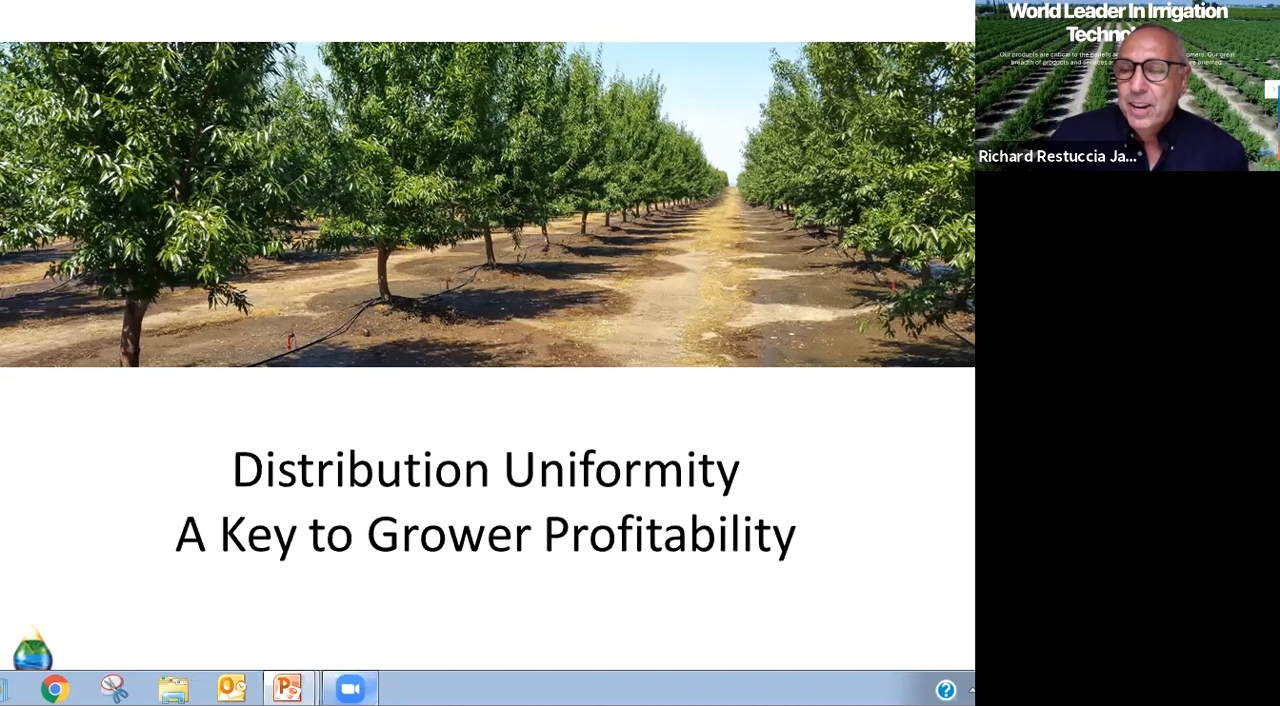 World Leader In Irrigation
Distribution Uniformity
A Key to Grower Profitability
Richard Restuccia Ja...